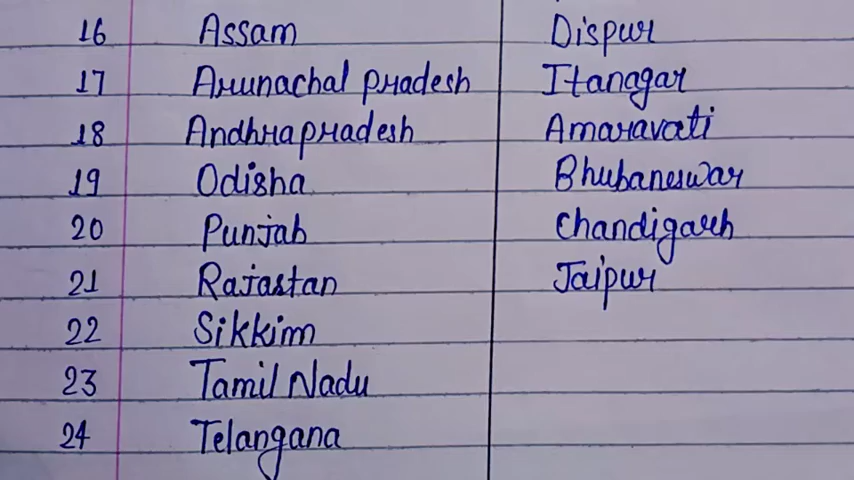 16 Assam Dispur
17 Arunachal pradesh Itanagar
18 Andhrapradesh Amaravati
19 Odisha Bhubaneswar
20 Punjab Chandigarh
21 Rajastan Jaipur
22 Sikkim
23 Tamil Nadu
24 Telangana